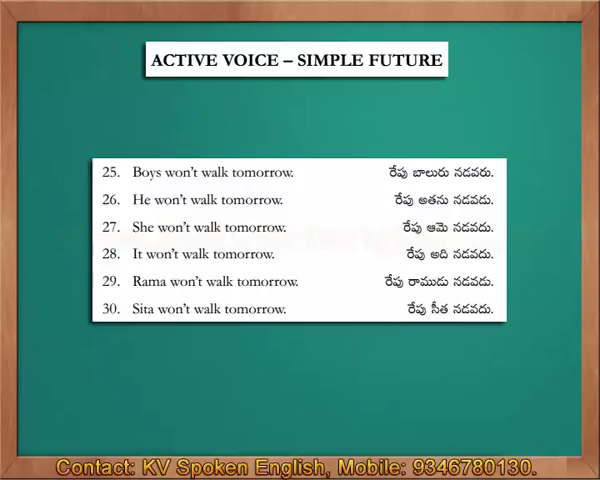 ACTIVE VOICE – SIMPLE FUTURE
25. Boys won't walk tomorrow. రేపు బాలురు నడవరు.
26. He won't walk tomorrow. రేపు అతను నడవడు.
27. She won't walk tomorrow. రేపు ఆమె నడవదు.
28. It won't walk tomorrow. రేపు అది నడవదు.
29. Rama won't walk tomorrow. రేపు రాముడు నడవడు.
30. Sita won't walk tomorrow. రేపు సీత నడవదు.
Contact: KV Spoken English, Mobile: 9346780130.